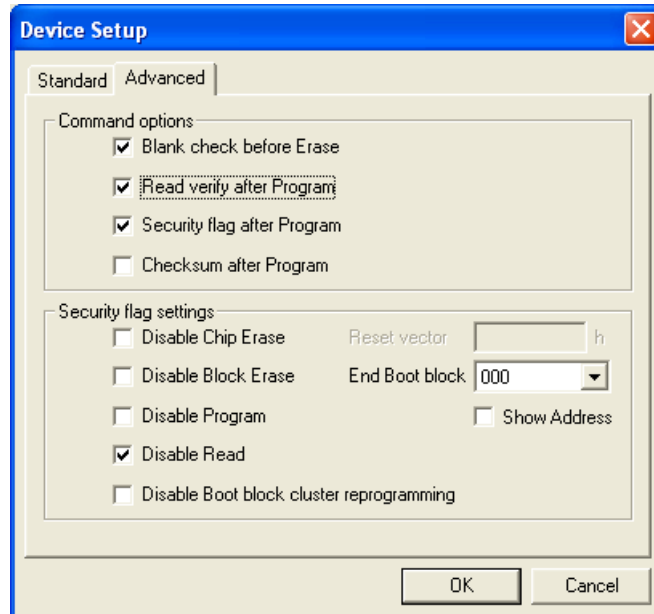 Device Setup
Standard Advanced
Command options
Blank check before Erase
Read verify after Program
Security flag after Program
Checksum after Program
Security flag settings
Disable Chip Erase Reset vector h
Disable Block Erase End Boot block 000
Disable Program Show Address
Disable Read
Disable Boot block cluster reprogramming
OK Cancel